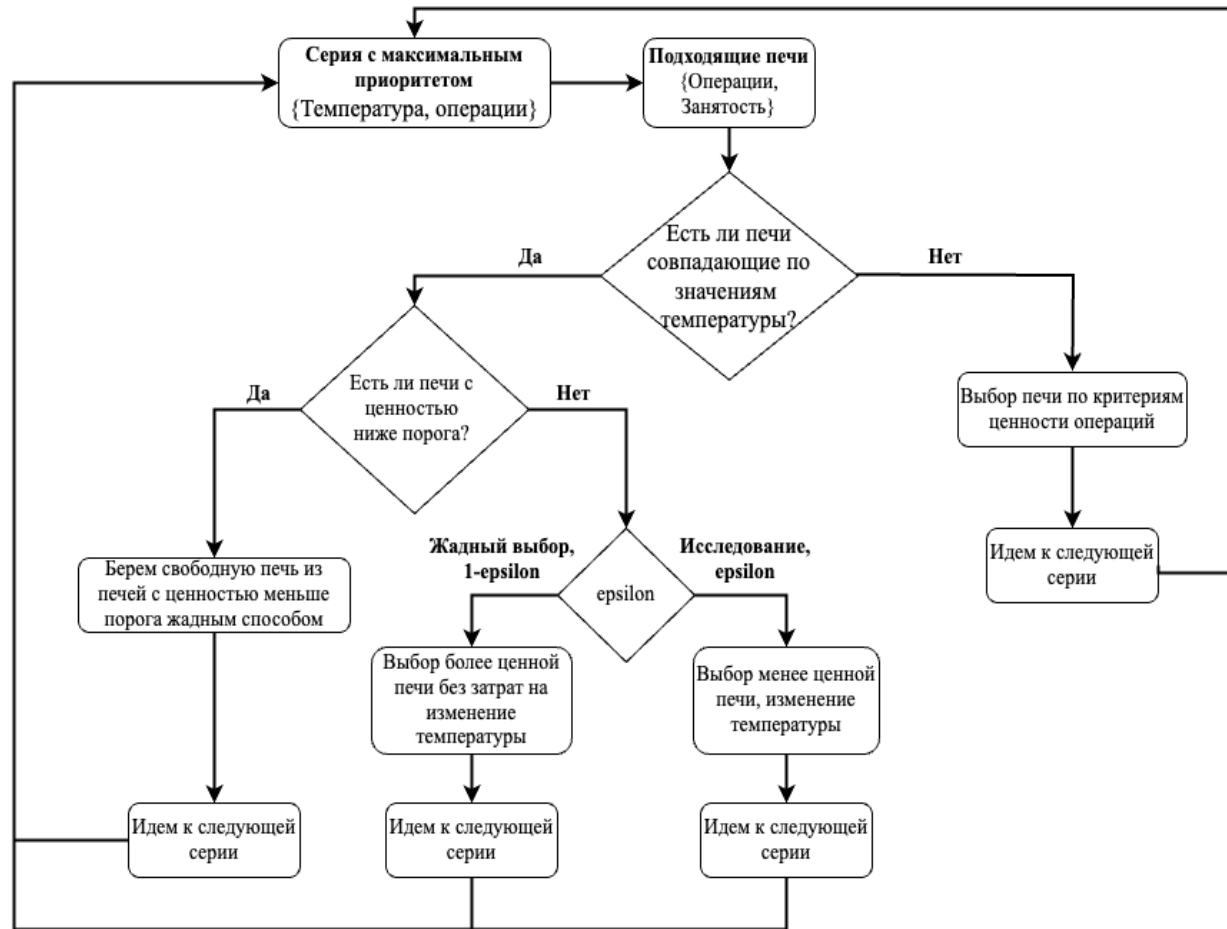 Серия с максимальным
приоритетом
{Температура, операции}
Подходящие печи
{Операции,
Занятость}
Есть ли печи
совпадающие по
значениям
температуры?
Да
Нет
Есть ли печи с
ценностью
ниже порога?
Да
Нет
Выбор печи по критериям
ценности операций
Идем к следующей
серии
Берем свободную печь из
печей с ценностью меньше
порога жадным способом
Жадный выбор,
1-epsilon
Исследование,
epsilon
epsilon
Выбор более ценной
печи без затрат на
изменение
температуры
Выбор менее ценной
печи, изменение
температуры
Идем к следующей
серии
Идем к следующей
серии
Идем к следующей
серии